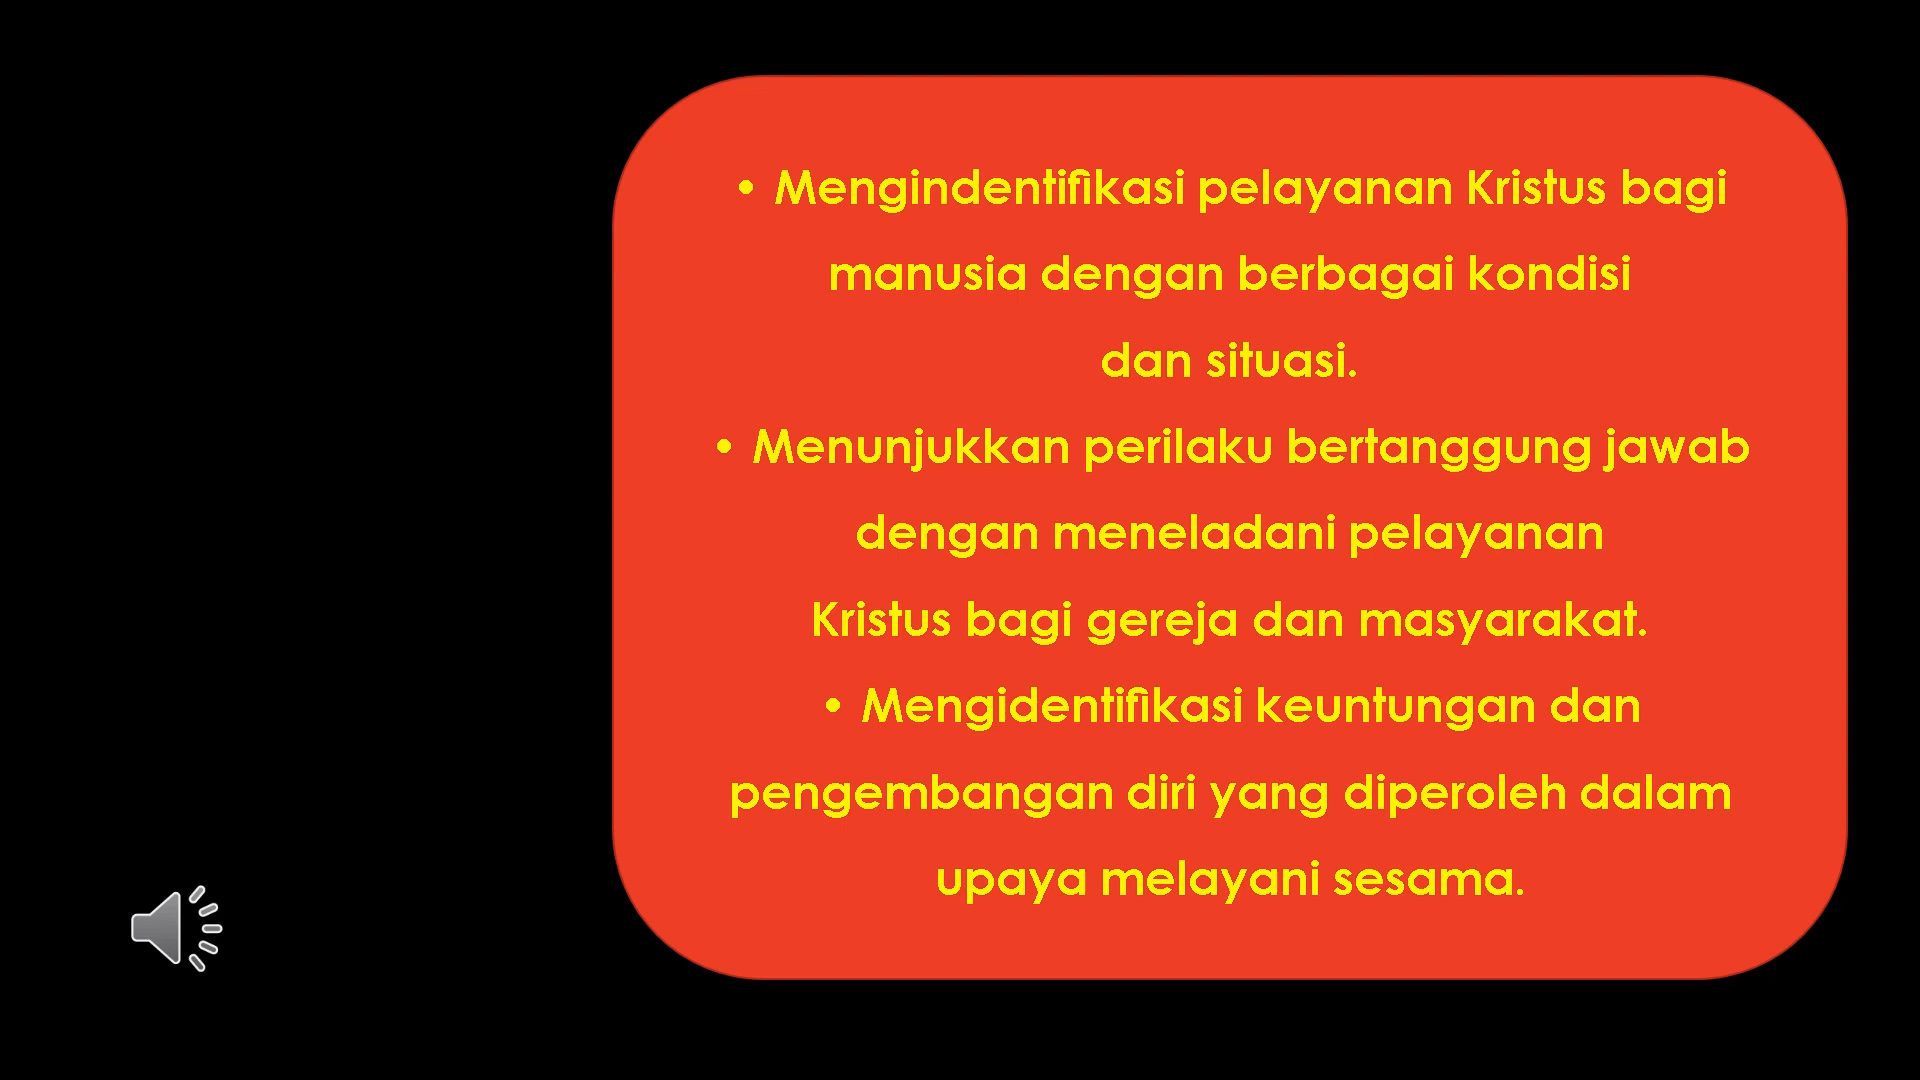 • Mengindentifikasi pelayanan Kristus bagi
manusia dengan berbagai kondisi
dan situasi.
• Menunjukkan perilaku bertanggung jawab
dengan meneladani pelayanan
Kristus bagi gereja dan masyarakat.
• Mengidentifikasi keuntungan dan
pengembangan diri yang diperoleh dalam
upaya melayani sesama.